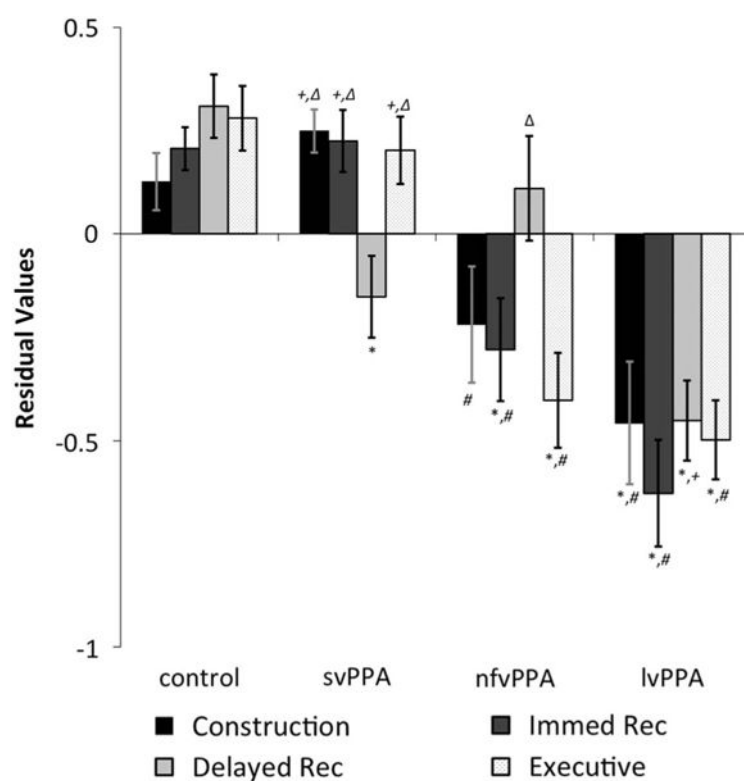 0.5
+,Δ +,Δ +,Δ Δ
0
*
# *,# *,#
*,# *,# *,+ *,#
-0.5
-1
Residual Values
control svPPA nfvPPA lvPPA
Construction Immed Rec
Delayed Rec Executive